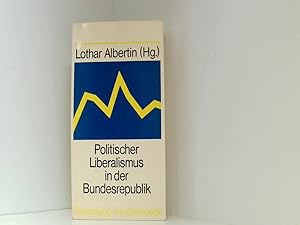 Lothar Albertin (Hg.)
Politischer
Liberalismus
in der
Bundesrepublik